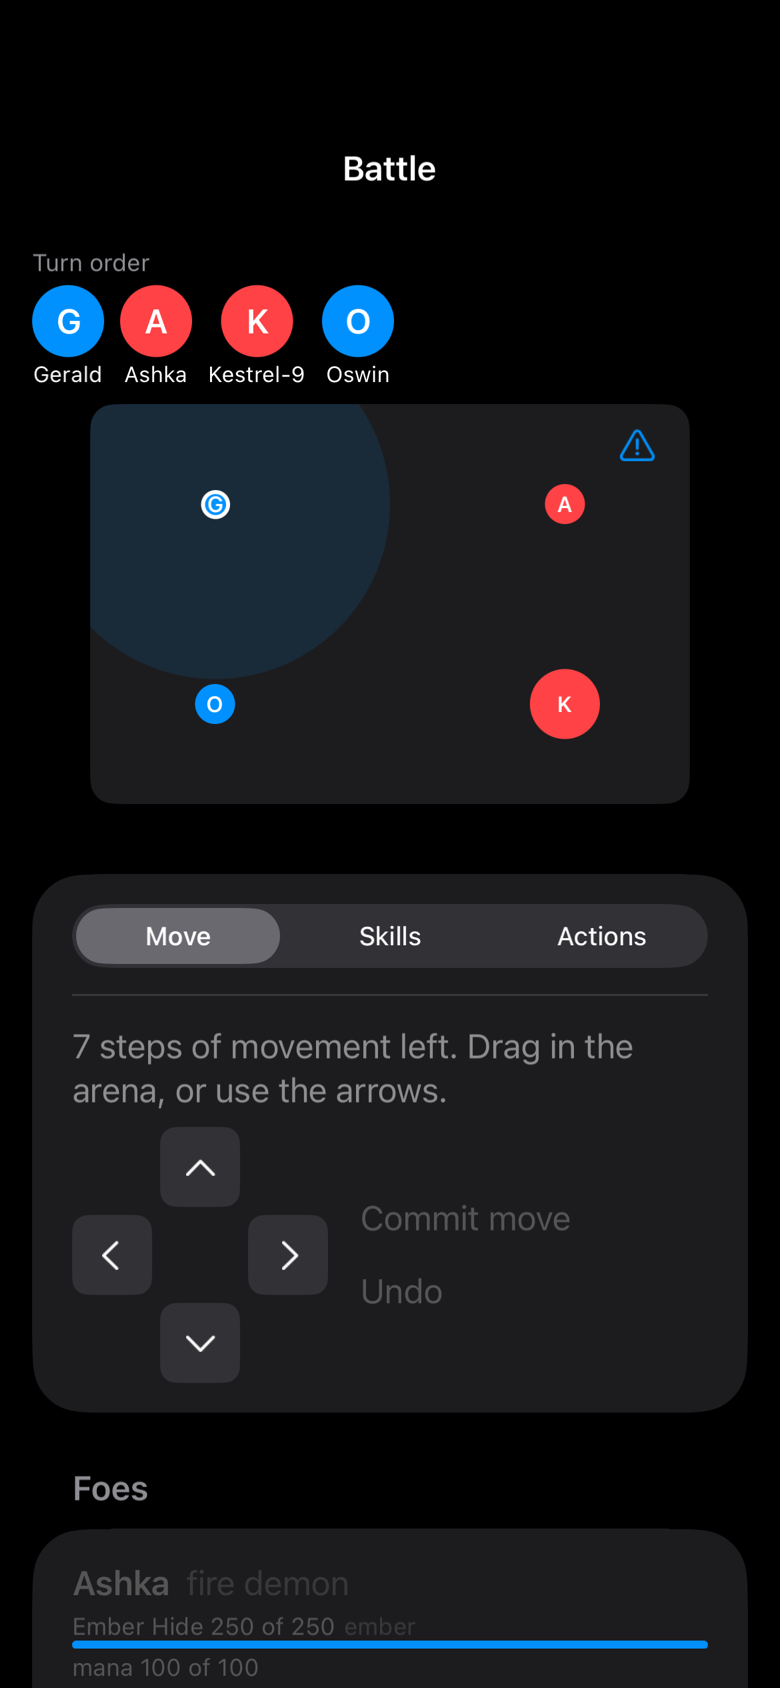 Battle
Turn order
G A K O
Gerald Ashka Kestrel-9 Oswin
G A
O K
Move Skills Actions
7 steps of movement left. Drag in the
arena, or use the arrows.
Commit move
Undo
Foes
Ashka fire demon
Ember Hide 250 of 250 ember
mana 100 of 100